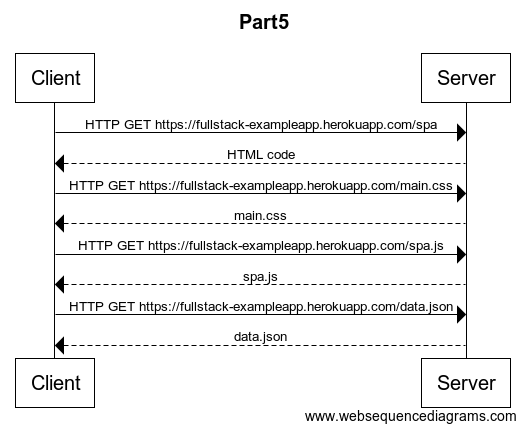 Part5
Client
Server
HTTP GET https://fullstack-exampleapp.herokuapp.com/spa
HTML code
HTTP GET https://fullstack-exampleapp.herokuapp.com/main.css
main.css
HTTP GET https://fullstack-exampleapp.herokuapp.com/spa.js
spa.js
HTTP GET https://fullstack-exampleapp.herokuapp.com/data.json
data.json
Client
Server
www.websequencediagrams.com